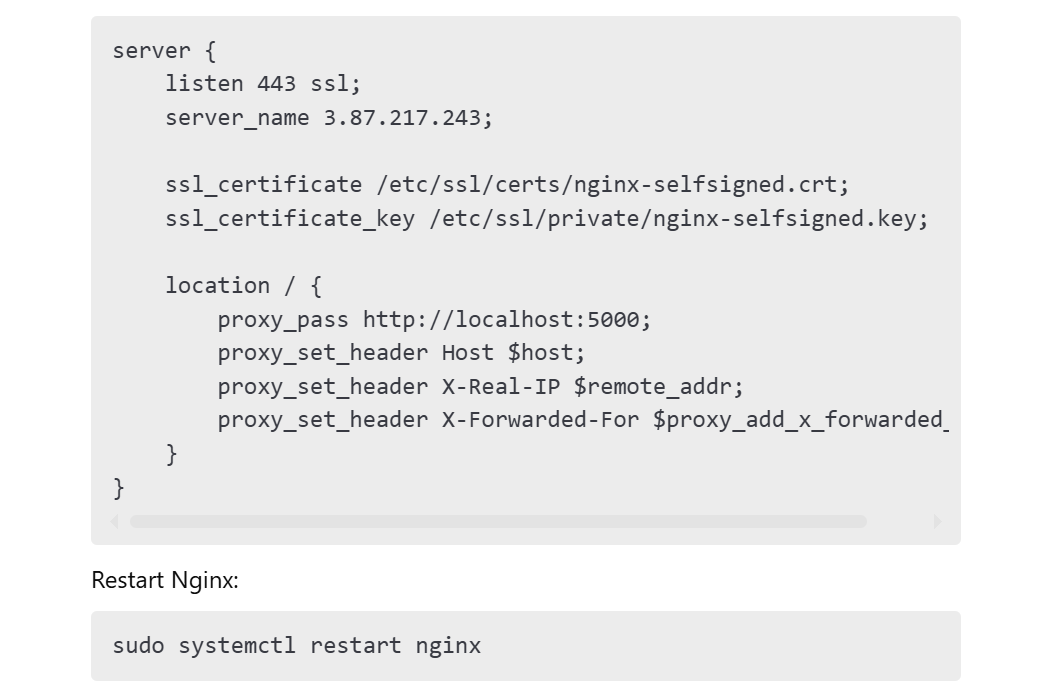 server {
    listen 443 ssl;
    server_name 3.87.217.243;

    ssl_certificate /etc/ssl/certs/nginx-selfsigned.crt;
    ssl_certificate_key /etc/ssl/private/nginx-selfsigned.key;

    location / {
        proxy_pass http://localhost:5000;
        proxy_set_header Host $host;
        proxy_set_header X-Real-IP $remote_addr;
        proxy_set_header X-Forwarded-For $proxy_add_x_forwarded_
    }
}
Restart Nginx:
sudo systemctl restart nginx